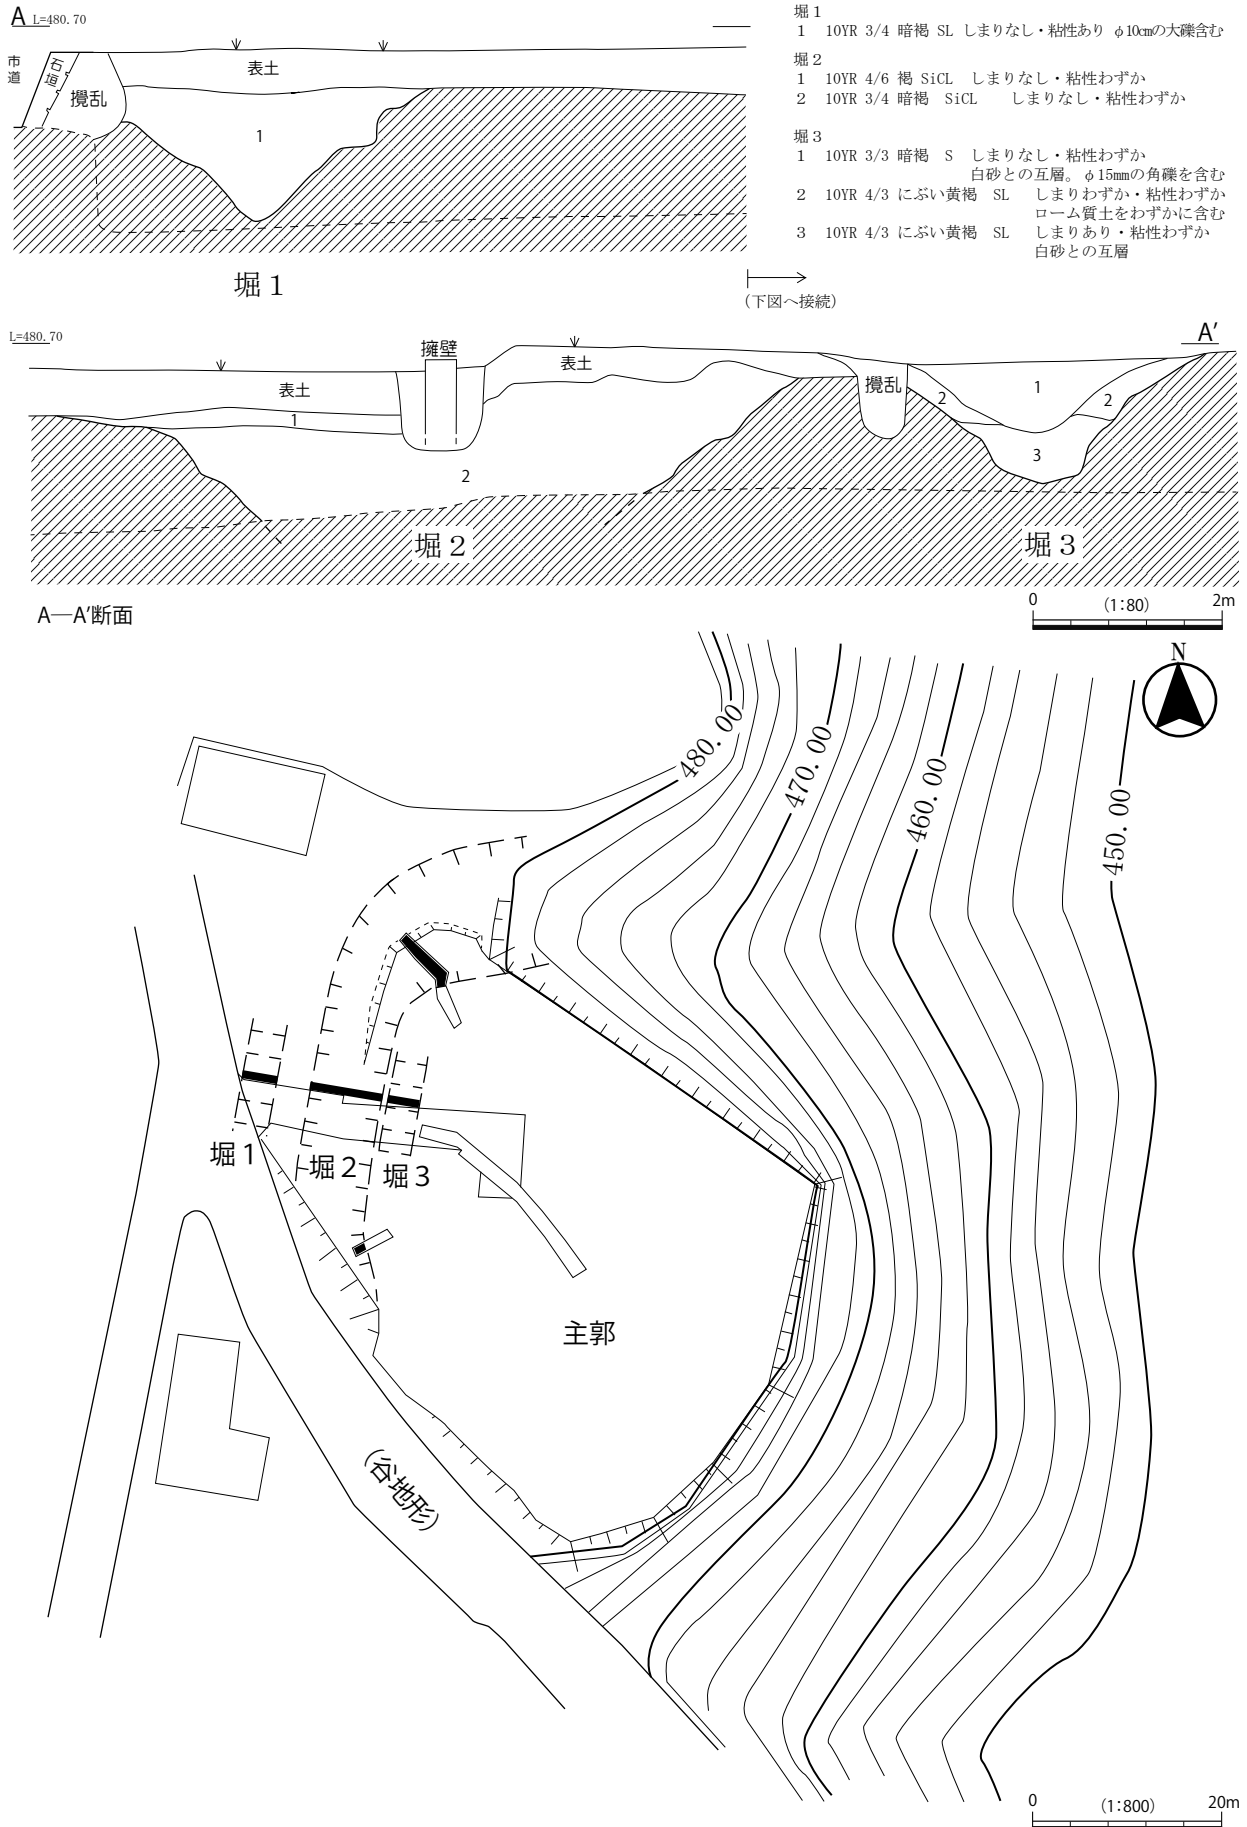 A L=480.70
市道
石垣
攪乱
表土
1
堀1
堀1
1 10YR 3/4 暗褐 SL しまりなし・粘性あり φ10cmの大礫含む
堀2
1 10YR 4/6 褐 SiCL しまりなし・粘性わずか
2 10YR 3/4 暗褐 SiCL しまりなし・粘性わずか
堀3
1 10YR 3/3 暗褐 S しまりなし・粘性わずか
白砂との互層。φ15mmの角礫を含む
2 10YR 4/3 にぶい黄褐 SL しまりわずか・粘性わずか
ローム質土をわずかに含む
3 10YR 4/3 にぶい黄褐 SL しまりあり・粘性わずか
白砂との互層
(下図へ接続)
L=480.70
A′
擁壁
表土
表土
攪乱
1
2
1
2
2
3
堀2
堀3
A—A′断面
0 (1:80) 2m
N
480.00
470.00
460.00
450.00
堀1
堀2
堀3
主郭
(谷地形)
0 (1:800) 20m